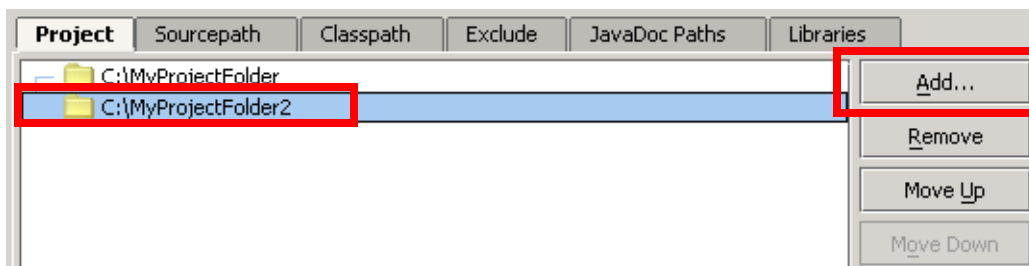 Project Sourcepath Classpath Exclude JavaDoc Paths Libraries
C:\MyProjectFolder
C:\MyProjectFolder2
Add...
Remove
Move Up
Move Down